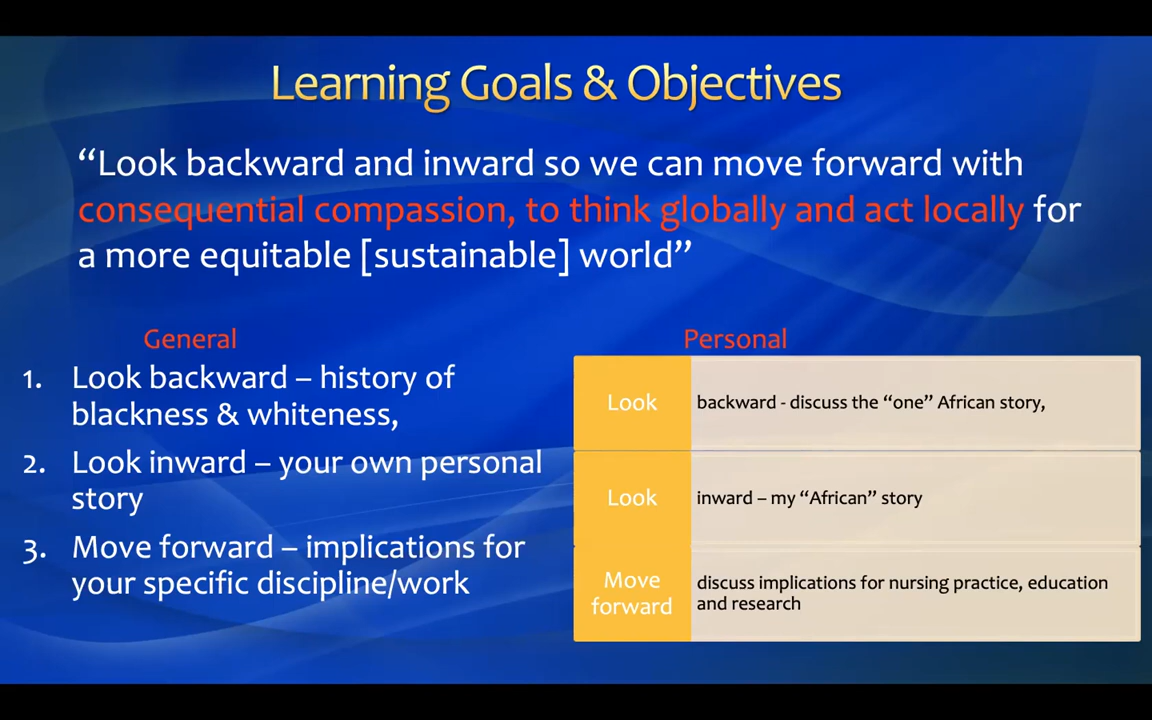 Learning Goals & Objectives
“Look backward and inward so we can move forward with
consequential compassion, to think globally and act locally for
a more equitable [sustainable] world”
General
1. Look backward – history of
blackness & whiteness,
2. Look inward – your own personal
story
3. Move forward – implications for
your specific discipline/work
Personal
Look
backward - discuss the “one” African story,
Look
inward – my “African” story
Move
forward
discuss implications for nursing practice, education
and research